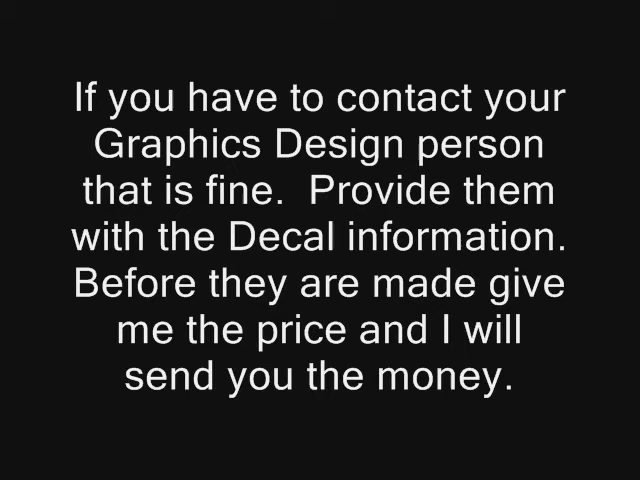 If you have to contact your
Graphics Design person
that is fine.  Provide them
with the Decal information.
Before they are made give
me the price and I will
send you the money.